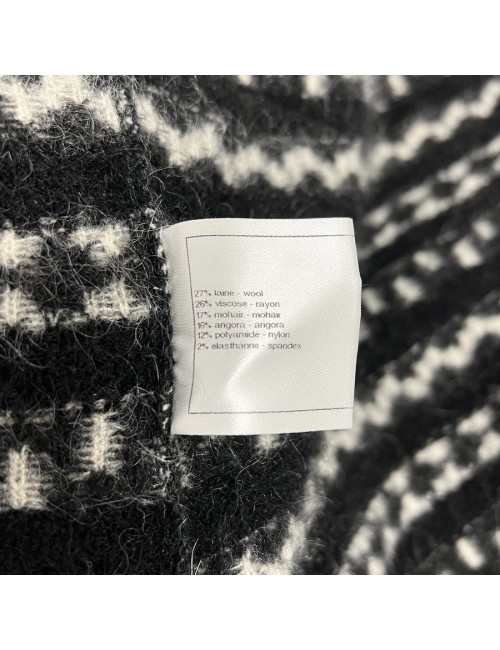 27% laine - wool
26% viscose - rayon
17% mohair - mohair
16% angora - angora
12% polyamide - nylon
2% elasthanne - spandex